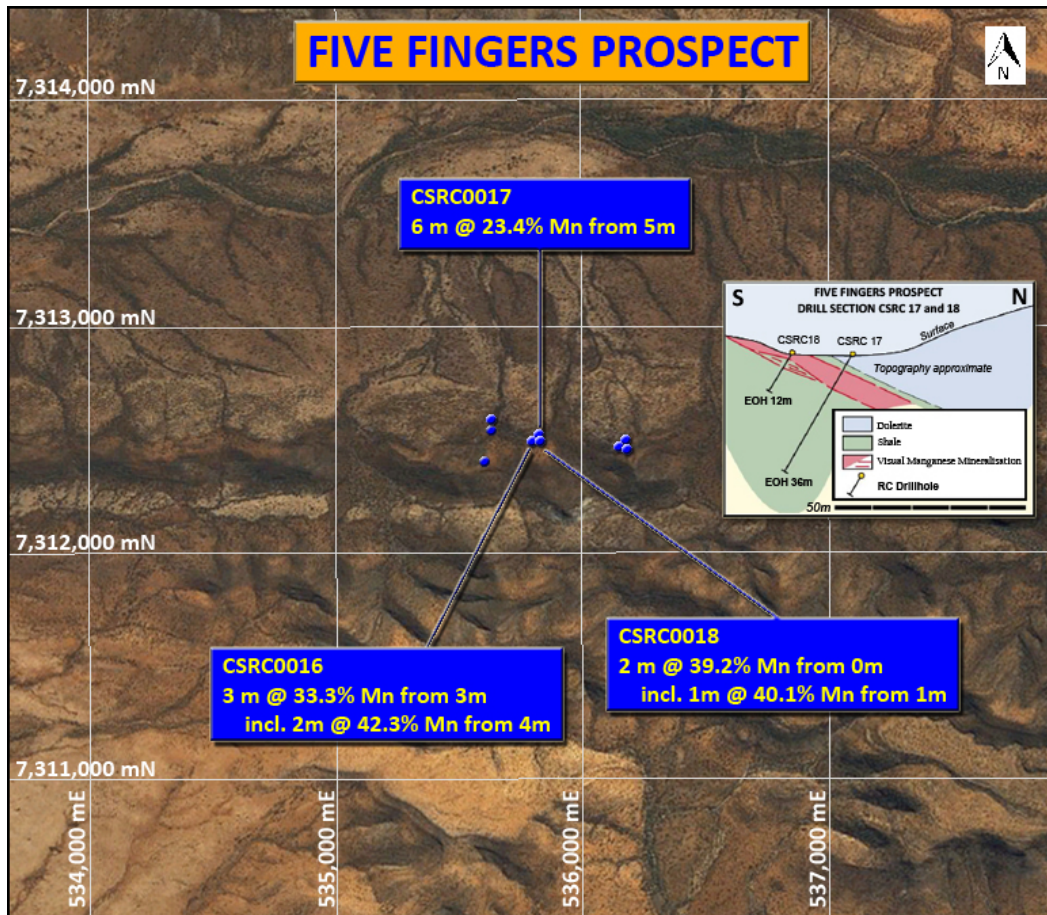 FIVE FINGERS PROSPECT
N
7,314,000 mN
CSRC0017
6 m @ 23.4% Mn from 5m
7,313,000 mN
S
N
FIVE FINGERS PROSPECT
DRILL SECTION CSRC 17 and 18
CSRC18
CSRC 17
Surface
Topography approximate
EOH 12m
EOH 36m
Dolerite
Shale
Visual Manganese Mineralisation
RC Drillhole
50m
7,312,000 mN
CSRC0016
3 m @ 33.3% Mn from 3m
incl. 2m @ 42.3% Mn from 4m
CSRC0018
2 m @ 39.2% Mn from 0m
incl. 1m @ 40.1% Mn from 1m
7,311,000 mN
534,000 mE
535,000 mE
536,000 mE
537,000 mE